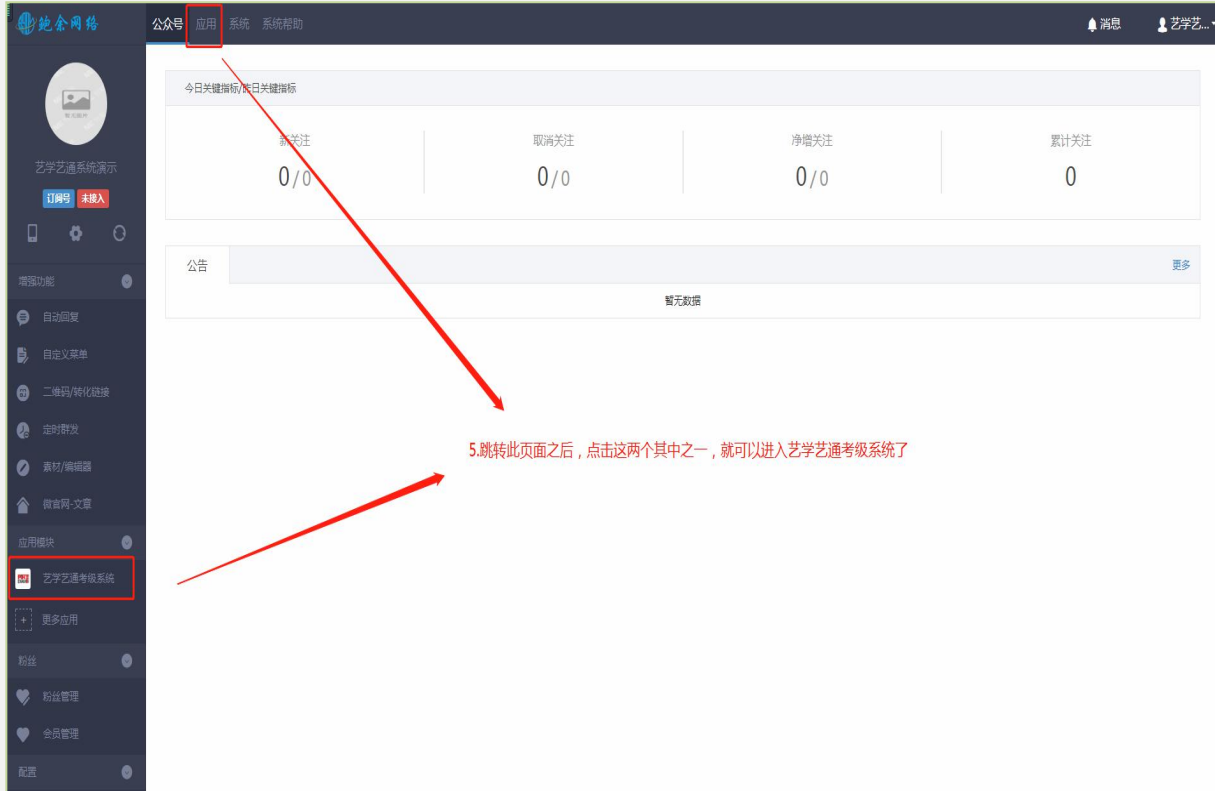 鲍余网络
公众号 应用 系统 系统帮助
消息
艺学艺...
暂无图片
艺学艺通系统演示
订阅号 未接入
增强功能
自动回复
自定义菜单
二维码/转化链接
定时群发
素材/编辑器
微官网-文章
应用模块
艺学艺通考级系统
+ 更多应用
粉丝
粉丝管理
会员管理
配置
今日关键指标/昨日关键指标
新关注 取消关注 净增关注 累计关注
0/0 0/0 0/0 0
公告 更多
暂无数据
5.跳转此页面之后，点击这两个其中之一，就可以进入艺学艺通考级系统了